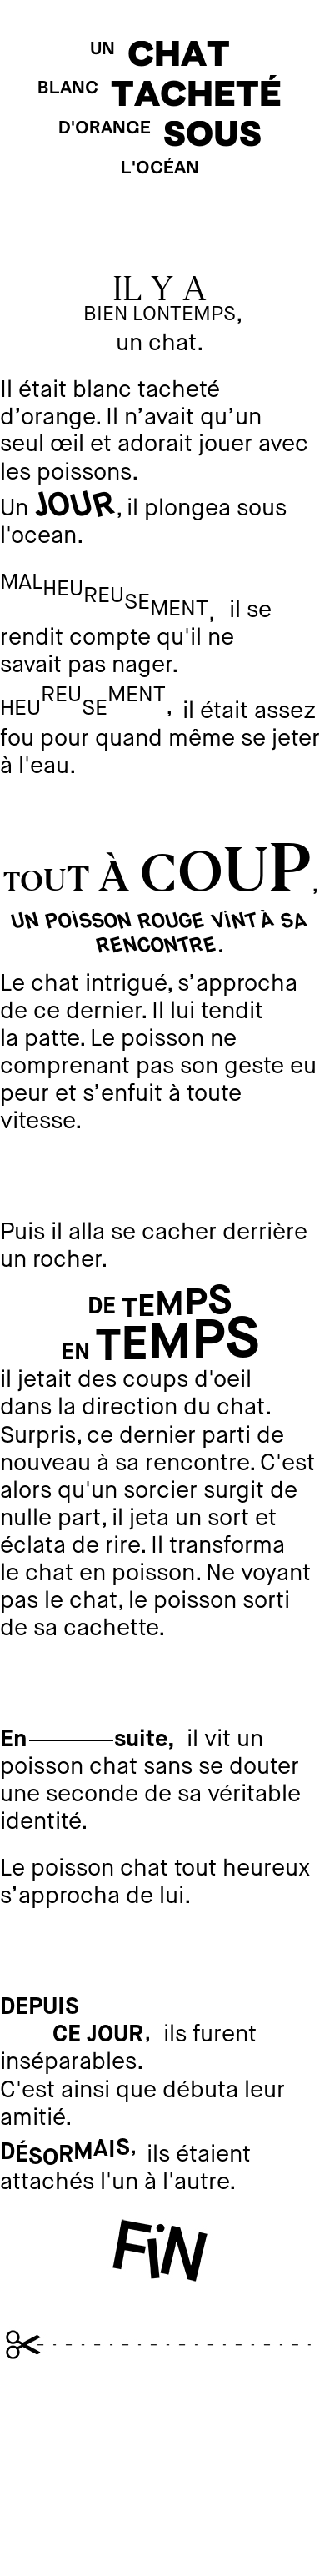 UN CHAT
BLANC TACHETÉ
D'ORANGE SOUS
L'OCÉAN
IL Y A
BIEN LONTEMPS,
un chat.
Il était blanc tacheté
d’orange. Il n’avait qu’un
seul œil et adorait jouer avec
les poissons.
Un JOUR, il plongea sous
l'ocean.
MALHEUREUSEMENT, il se
rendit compte qu'il ne
savait pas nager.
HEUREUSEMENT, il était assez
fou pour quand même se jeter
à l'eau.
TOUT À COUP,
UN POISSON ROUGE VINT À SA
RENCONTRE.
Le chat intrigué, s’approcha
de ce dernier. Il lui tendit
la patte. Le poisson ne
comprenant pas son geste eu
peur et s’enfuit à toute
vitesse.
Puis il alla se cacher derrière
un rocher.
DE TEMPS
EN TEMPS
il jetait des coups d'oeil
dans la direction du chat.
Surpris, ce dernier parti de
nouveau à sa rencontre. C'est
alors qu'un sorcier surgit de
nulle part, il jeta un sort et
éclata de rire. Il transforma
le chat en poisson. Ne voyant
pas le chat, le poisson sorti
de sa cachette.
En———suite, il vit un
poisson chat sans se douter
une seconde de sa véritable
identité.
Le poisson chat tout heureux
s’approcha de lui.
DEPUIS
CE JOUR, ils furent
inséparables.
C'est ainsi que débuta leur
amitié.
DÉSORMAIS, ils étaient
attachés l'un à l'autre.
FiN